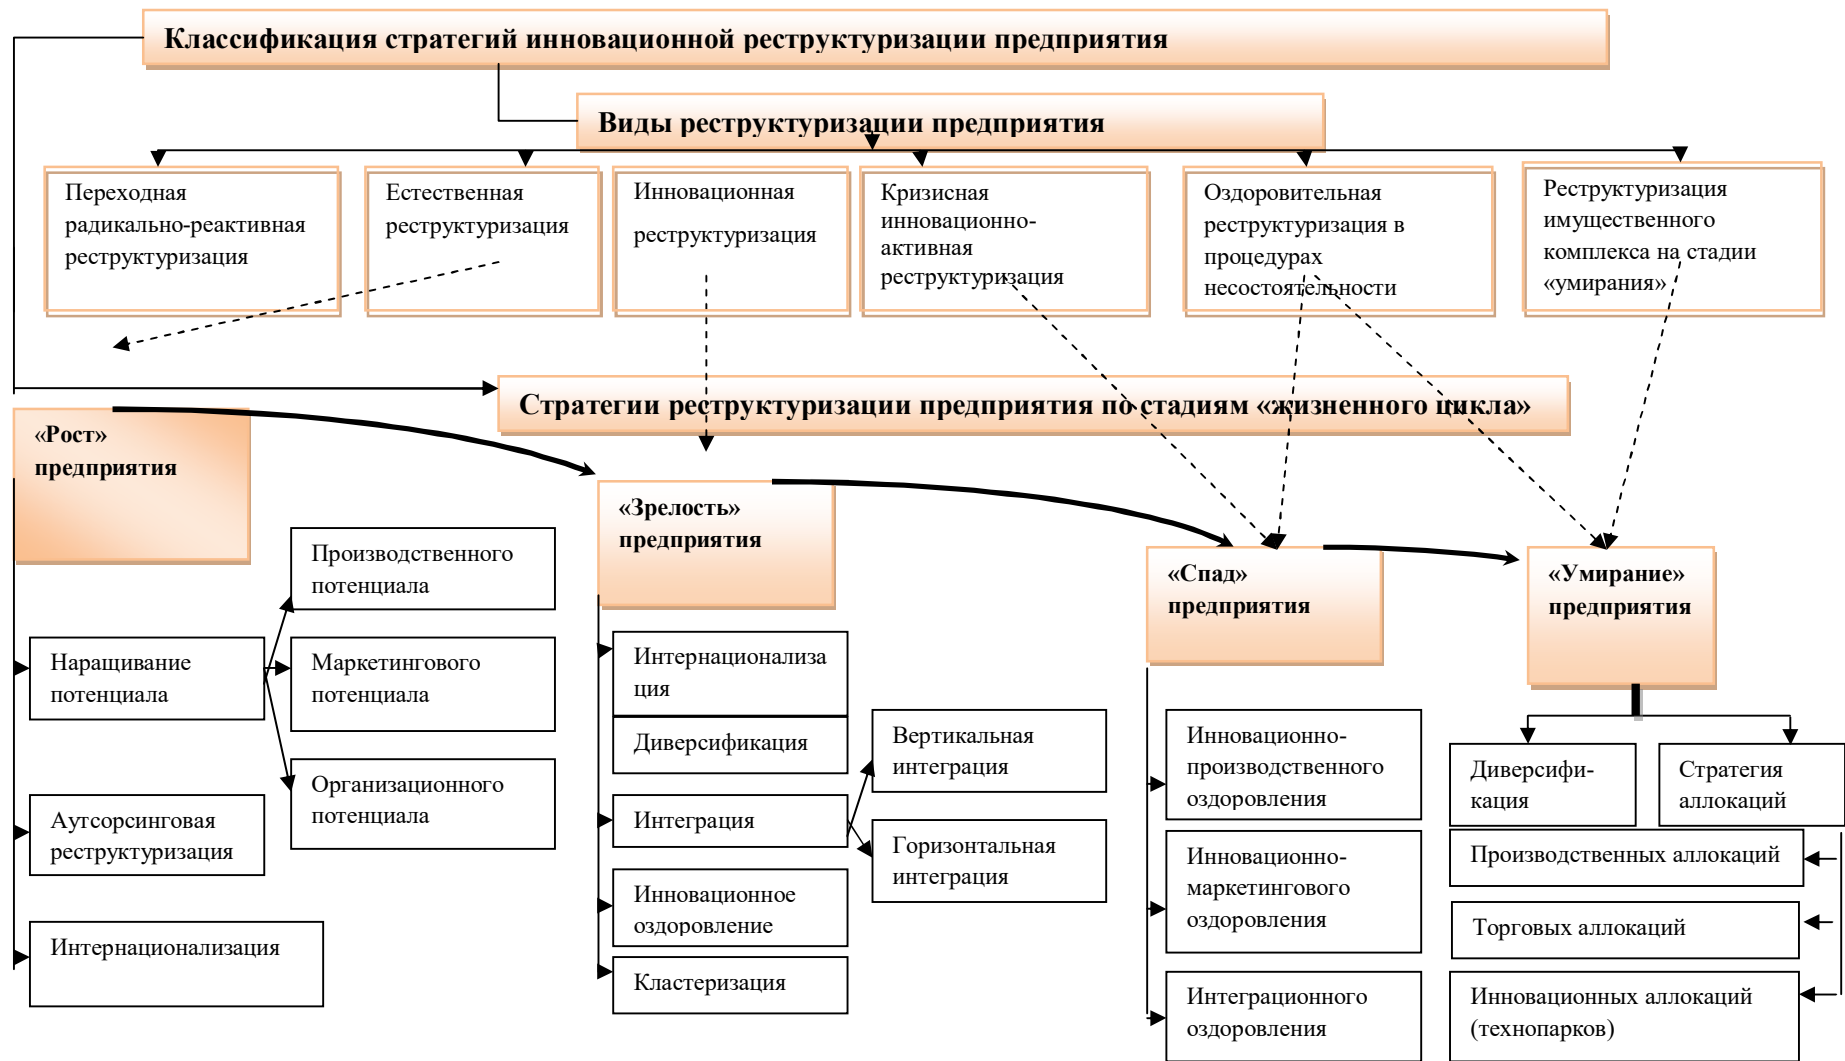 Классификация стратегий инновационной реструктуризации предприятия
Виды реструктуризации предприятия
Переходная
радикально-реактивная
реструктуризация
Естественная
реструктуризация
Инновационная
реструктуризация
Кризисная
инновационно-
активная
реструктуризация
Оздоровительная
реструктуризация в
процедурах
несостоятельности
Реструктуризация
имущественного
комплекса на стадии
«умирания»
Стратегии реструктуризации предприятия по стадиям «жизненного цикла»
«Рост»
предприятия
Наращивание
потенциала
Производственного
потенциала
Маркетингового
потенциала
Организационного
потенциала
Аутсорсинговая
реструктуризация
Интернационализация
«Зрелость»
предприятия
Интернационализа
ция
Диверсификация
Интеграция
Вертикальная
интеграция
Горизонтальная
интеграция
Инновационное
оздоровление
Кластеризация
«Спад»
предприятия
Инновационно-
производственного
оздоровления
Инновационно-
маркетингового
оздоровления
Интеграционного
оздоровления
«Умирание»
предприятия
Диверсифи-
кация
Стратегия
аллокаций
Производственных аллокаций
Торговых аллокаций
Инновационных аллокаций
(технопарков)